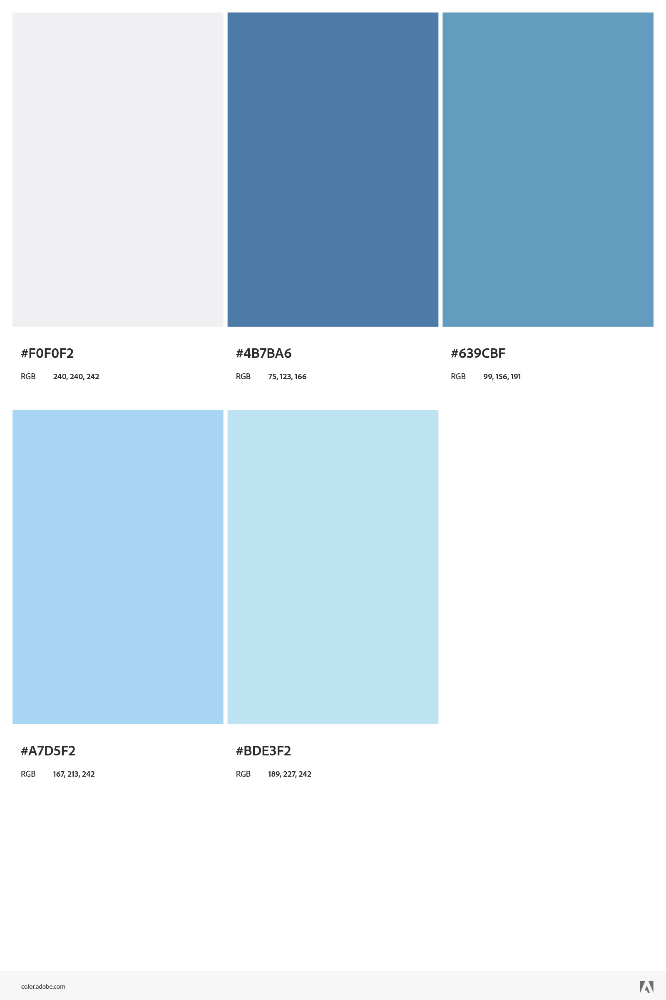 #F0F0F2
RGB 240, 240, 242
#4B7BA6
RGB 75, 123, 166
#639CBF
RGB 99, 156, 191
#A7D5F2
RGB 167, 213, 242
#BDE3F2
RGB 189, 227, 242
color.adobe.com